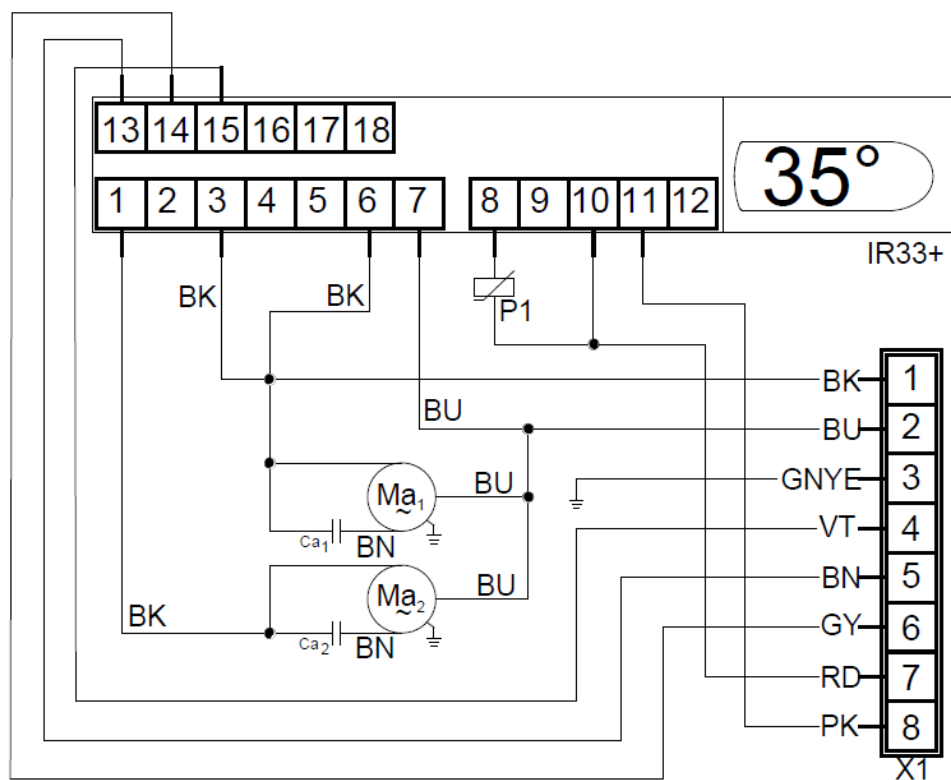 13 14 15 16 17 18
1 2 3 4 5 6 7 8 9 10 11 12
35°
IR33+
BK BK
P1
BK 1
BU
BU 2
Ma1 ~ BU
GNYE 3
Ca1 BN
VT 4
Ma2 ~ BU
BN 5
BK
Ca2 BN
GY 6
RD 7
PK 8
X1